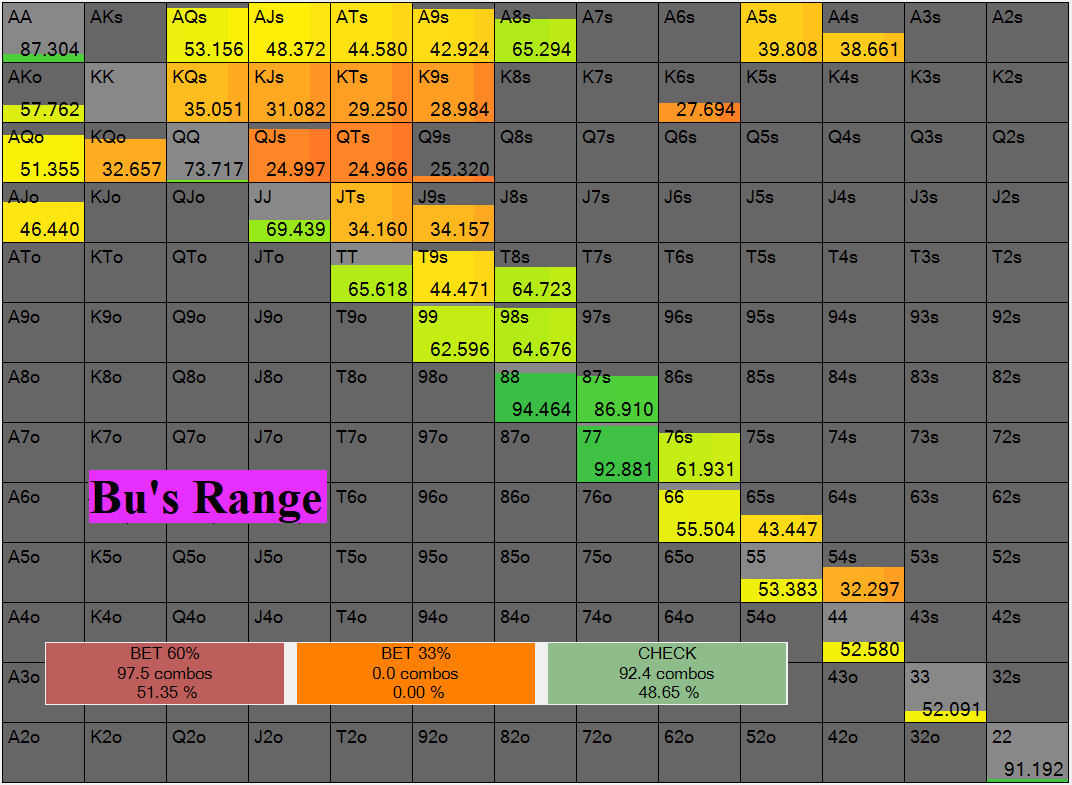 AA AKs AQs AJs ATs A9s A8s A7s A6s A5s A4s A3s A2s
87.304 53.156 48.372 44.580 42.924 65.294 39.808 38.661
AKo KK KQs KJs KTs K9s K8s K7s K6s K5s K4s K3s K2s
57.762 35.051 31.082 29.250 28.984 27.694
AQo KQo QQ QJs QTs Q9s Q8s Q7s Q6s Q5s Q4s Q3s Q2s
51.355 32.657 73.717 24.997 24.966 25.320
AJo KJo QJo JJ JTs J9s J8s J7s J6s J5s J4s J3s J2s
46.440 69.439 34.160 34.157
ATo KTo QTo JTo TT T9s T8s T7s T6s T5s T4s T3s T2s
65.618 44.471 64.723
A9o K9o Q9o J9o T9o 99 98s 97s 96s 95s 94s 93s 92s
62.596 64.676
A8o K8o Q8o J8o T8o 98o 88 87s 86s 85s 84s 83s 82s
94.464 86.910
A7o K7o Q7o J7o T7o 97o 87o 77 76s 75s 74s 73s 72s
92.881 61.931
Bu's Range
A6o T6o 96o 86o 76o 66 65s 64s 63s 62s
55.504 43.447
A5o K5o Q5o J5o T5o 95o 85o 75o 65o 55 54s 53s 52s
53.383 32.297
A4o K4o Q4o J4o T4o 94o 84o 74o 64o 54o 44 43s 42s
52.580
BET 60% BET 33% CHECK
97.5 combos 0.0 combos 92.4 combos
51.35 % 0.00 % 48.65 %
A3o 43o 33 32s
52.091
A2o K2o Q2o J2o T2o 92o 82o 72o 62o 52o 42o 32o 22
91.192